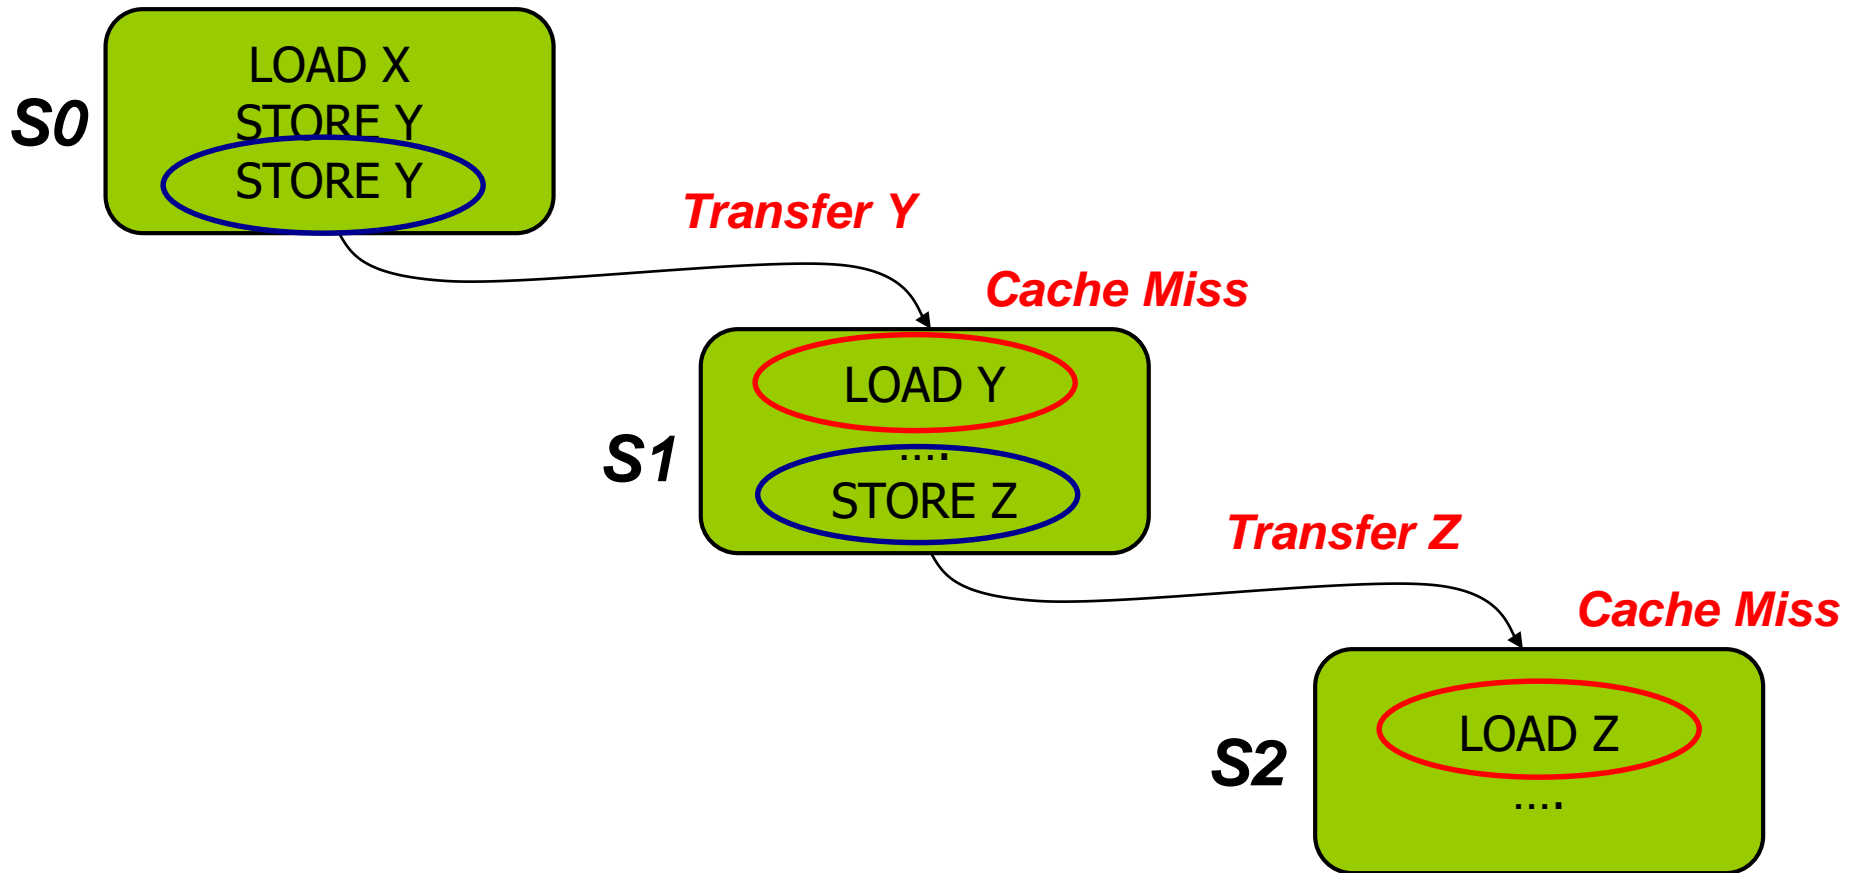 LOAD X
S0
STORE Y
STORE Y
Transfer Y
Cache Miss
LOAD Y
S1
....
STORE Z
Transfer Z
Cache Miss
LOAD Z
S2
....